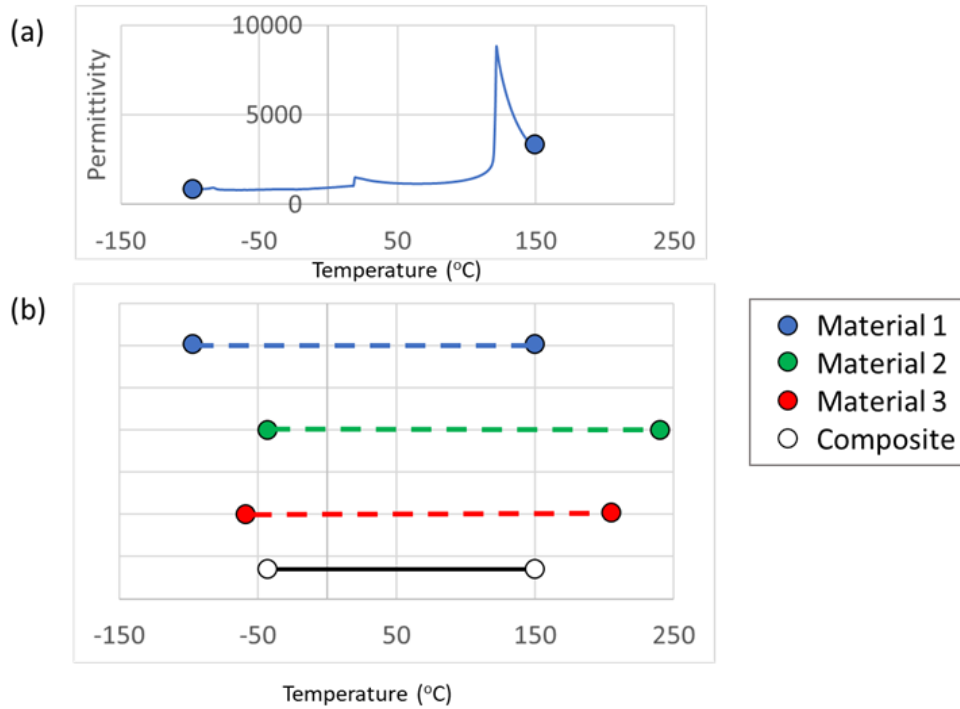 (a)
10000
5000
0
Permittivity
-150 -50 50 150 250
Temperature (oC)
(b)
Material 1
Material 2
Material 3
Composite
-150 -50 50 150 250
Temperature (oC)